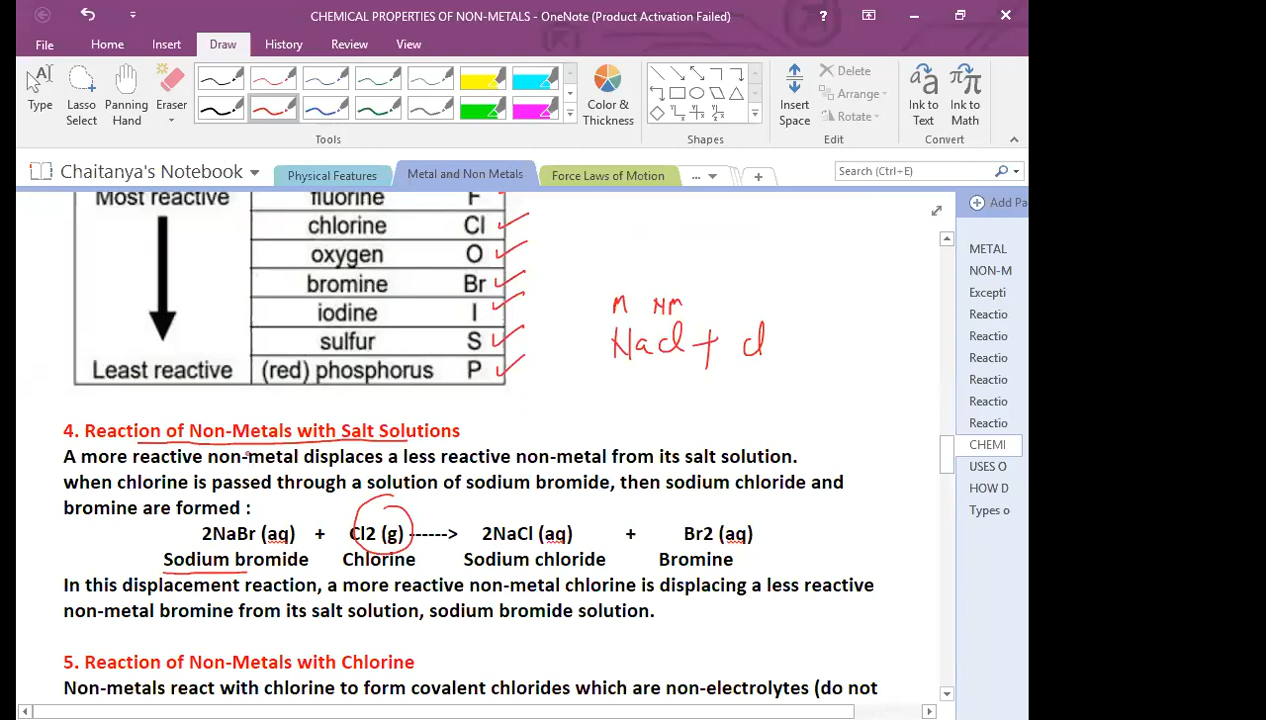 CHEMICAL PROPERTIES OF NON-METALS - OneNote (Product Activation Failed)
?
File Home Insert Draw History Review View
Type
Lasso Select
Panning Hand
Eraser
Color & Thickness
Insert Space
Delete
Arrange
Rotate
Ink to Text
Ink to Math
Tools
Shapes
Edit
Convert
Chaitanya's Notebook
Physical Features
Metal and Non Metals
Force Laws of Motion
...
Search (Ctrl+E)
Add Pa
METAL
NON-M
Excepti
Reactio
Reactio
Reactio
Reactio
Reactio
Reactio
CHEMI
USES O
HOW D
Types o
Most reactive
Least reactive
fluorine F
chlorine Cl
oxygen O
bromine Br
iodine I
sulfur S
(red) phosphorus P
M NM
Nacl + cl
4. Reaction of Non-Metals with Salt Solutions
A more reactive non-metal displaces a less reactive non-metal from its salt solution.
when chlorine is passed through a solution of sodium bromide, then sodium chloride and
bromine are formed :
2NaBr (aq) + Cl2 (g) ------> 2NaCl (aq) + Br2 (aq)
Sodium bromide Chlorine Sodium chloride Bromine
In this displacement reaction, a more reactive non-metal chlorine is displacing a less reactive
non-metal bromine from its salt solution, sodium bromide solution.
5. Reaction of Non-Metals with Chlorine
Non-metals react with chlorine to form covalent chlorides which are non-electrolytes (do not